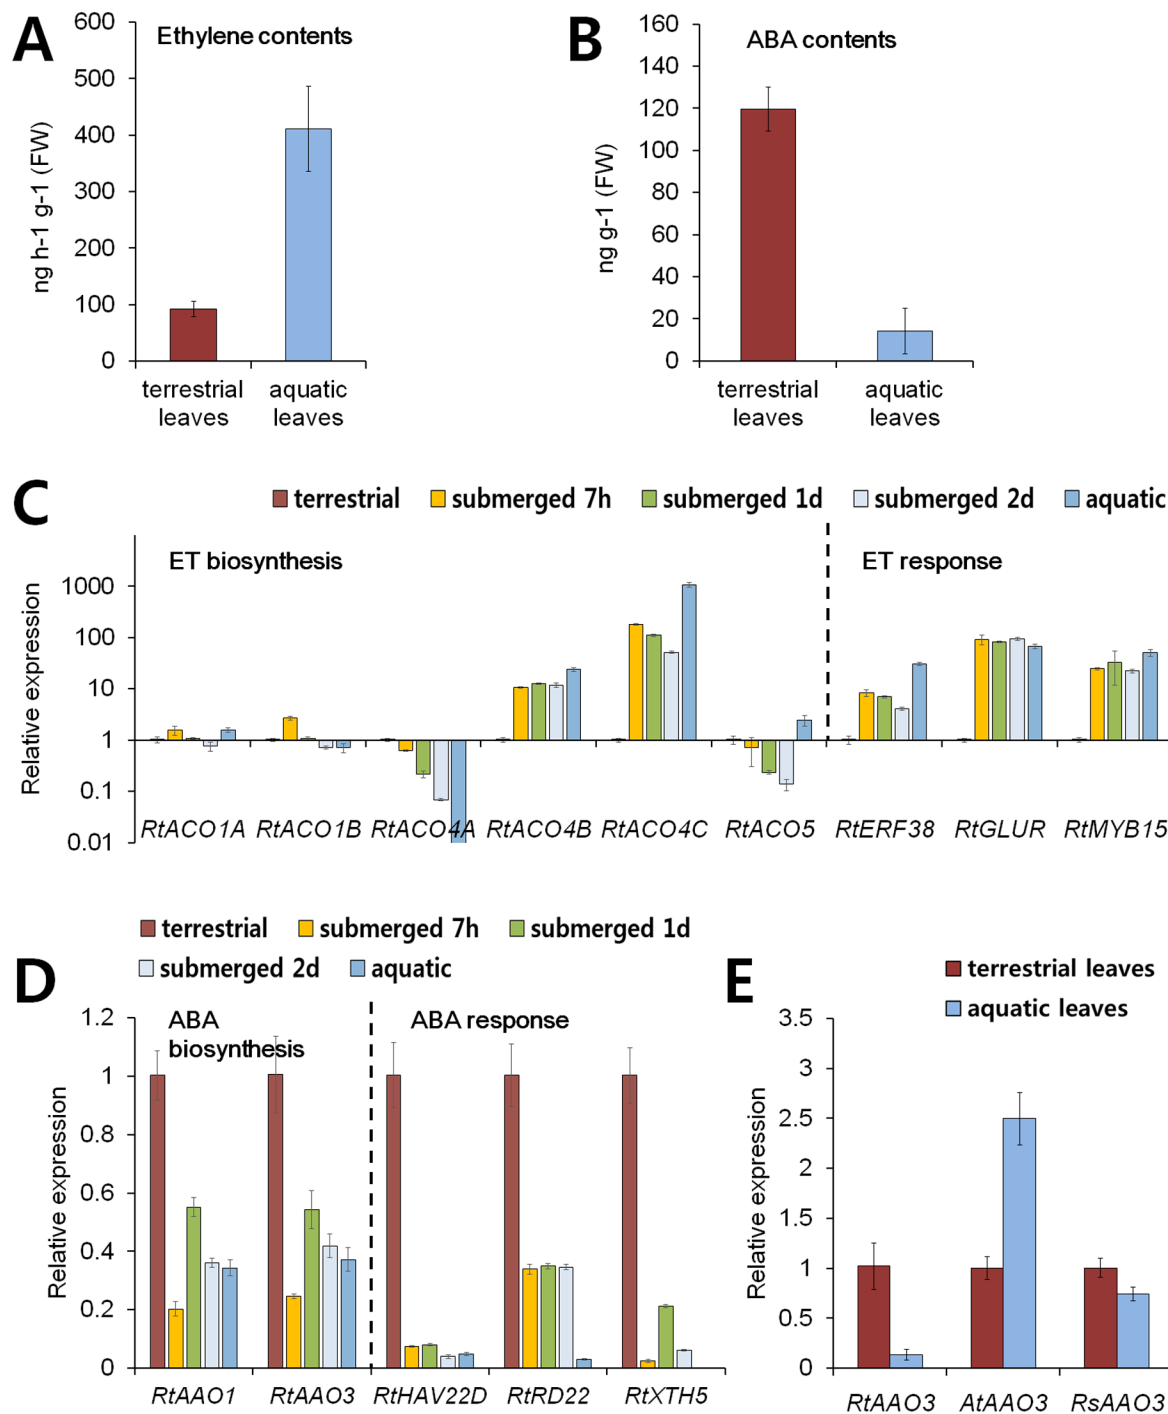 A
Ethylene contents
600
500
400
300
200
100
0
ng h-1 g-1 (FW)
terrestrial
leaves
aquatic
leaves
B
ABA contents
160
140
120
100
80
60
40
20
0
ng g-1 (FW)
terrestrial
leaves
aquatic
leaves
C
terrestrial submerged 7h submerged 1d submerged 2d aquatic
ET biosynthesis
ET response
1000
100
10
1
0.1
0.01
Relative expression
RtACO1A RtACO1B RtACO4A RtACO4B RtACO4C RtACO5 RtERF38 RtGLUR RtMYB15
D
terrestrial submerged 7h submerged 1d
submerged 2d aquatic
ABA
biosynthesis
ABA response
1.2
1
0.8
0.6
0.4
0.2
0
Relative expression
RtAAO1 RtAAO3 RtHAV22D RtRD22 RtXTH5
E
terrestrial leaves
aquatic leaves
3.5
3
2.5
2
1.5
1
0.5
0
Relative expression
RtAAO3 AtAAO3 RsAAO3